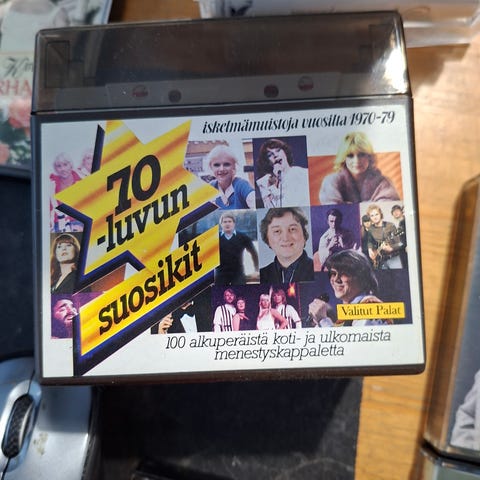 iskelmämuistoja vuosilta 1970-79
70
-luvun
suosikit
Valitut Palat
100 alkuperäistä koti- ja ulkomaista
menestyskappaletta